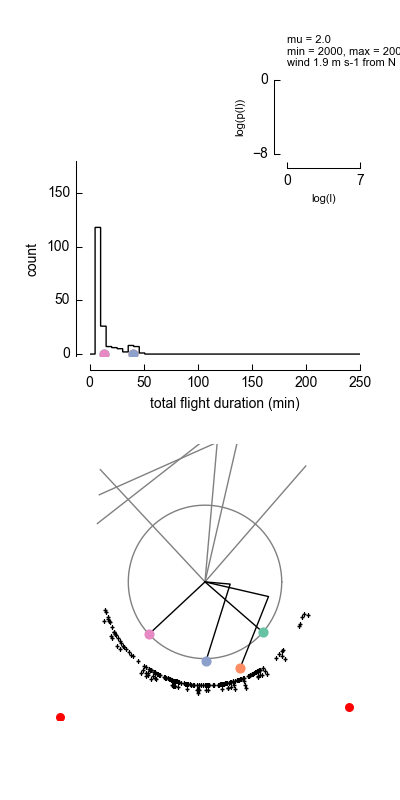 mu = 2.0
min = 2000, max = 200
wind 1.9 m s-1 from N
0
log(p(l))
−8
0 7
log(l)
150
100
50
0
count
0 50 100 150 200 250
total flight duration (min)